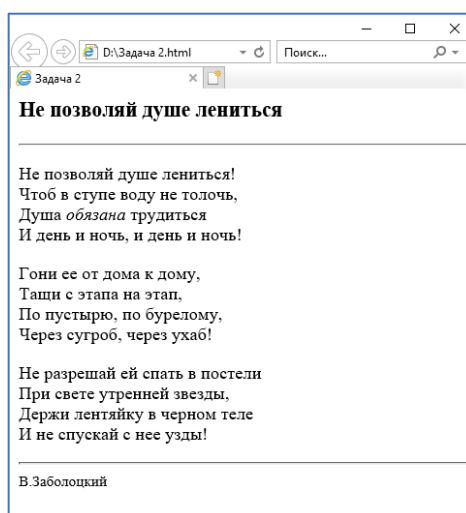 D:\Задача 2.html
Поиск...
Задача 2
Не позволяй душе лениться
Не позволяй душе лениться!
Чтоб в ступе воду не толочь,
Душа обязана трудиться
И день и ночь, и день и ночь!
Гони ее от дома к дому,
Тащи с этапа на этап,
По пустырю, по бурелому,
Через сугроб, через ухаб!
Не разрешай ей спать в постели
При свете утренней звезды,
Держи лентяйку в черном теле
И не спускай с нее узды!
В.Заболоцкий